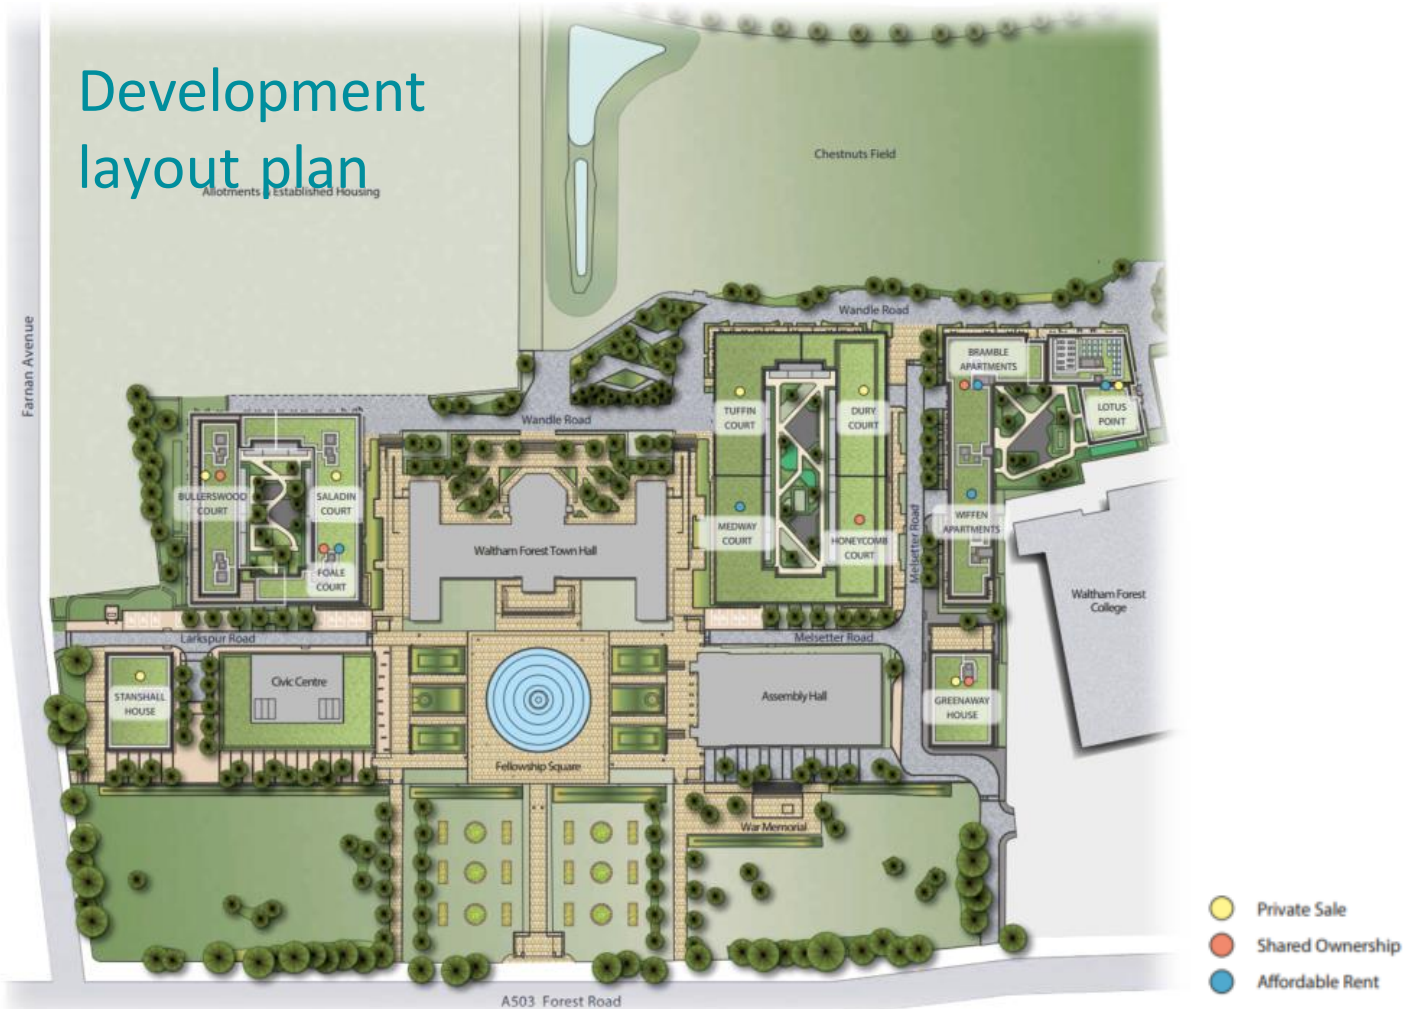 Development
layout plan
Allotments & Established Housing
Chestnuts Field
Farnan Avenue
Wandle Road
Wandle Road
BRAMBLE
APARTMENTS
TUFFIN
COURT
DURY
COURT
LOTUS
POINT
BULLERSWOOD
COURT
SALADIN
COURT
MEDWAY
COURT
HONEYCOMB
COURT
WIFFEN
APARTMENTS
Melsetter Road
Waltham Forest Town Hall
FOALE
COURT
Waltham Forest
College
Larkspur Road
Melsetter Road
STANSHALL
HOUSE
Civic Centre
Assembly Hall
GREENAWAY
HOUSE
Fellowship Square
War Memorial
Private Sale
Shared Ownership
Affordable Rent
A503 Forest Road